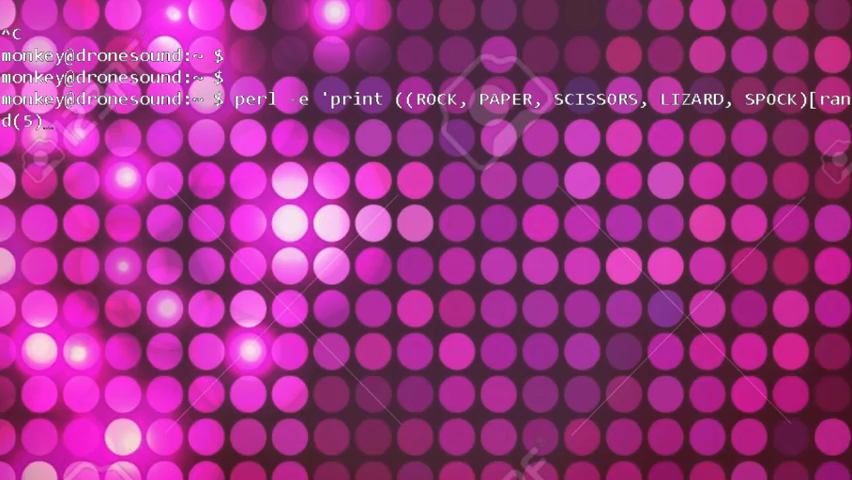 ^C
monkey@dronesound:~ $
monkey@dronesound:~ $
monkey@dronesound:~ $ perl -e 'print ((ROCK, PAPER, SCISSORS, LIZARD, SPOCK)[ran
d(5)_